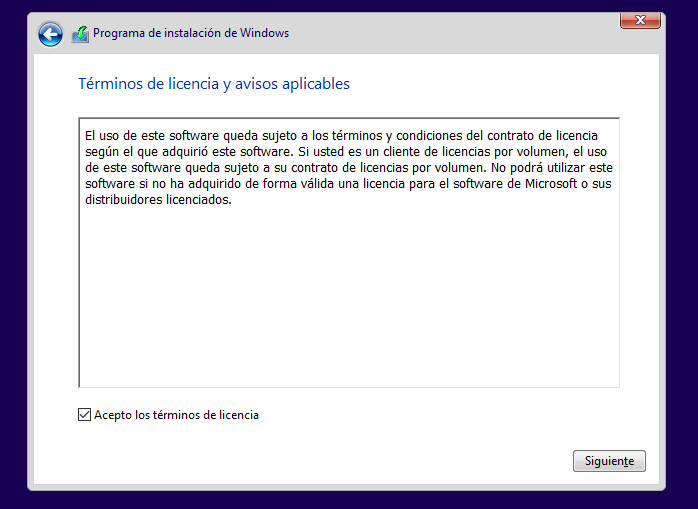 Programa de instalación de Windows
Términos de licencia y avisos aplicables
El uso de este software queda sujeto a los términos y condiciones del contrato de licencia
según el que adquirió este software. Si usted es un cliente de licencias por volumen, el uso
de este software queda sujeto a su contrato de licencias por volumen. No podrá utilizar este
software si no ha adquirido de forma válida una licencia para el software de Microsoft o sus
distribuidores licenciados.
Acepto los términos de licencia
Siguiente